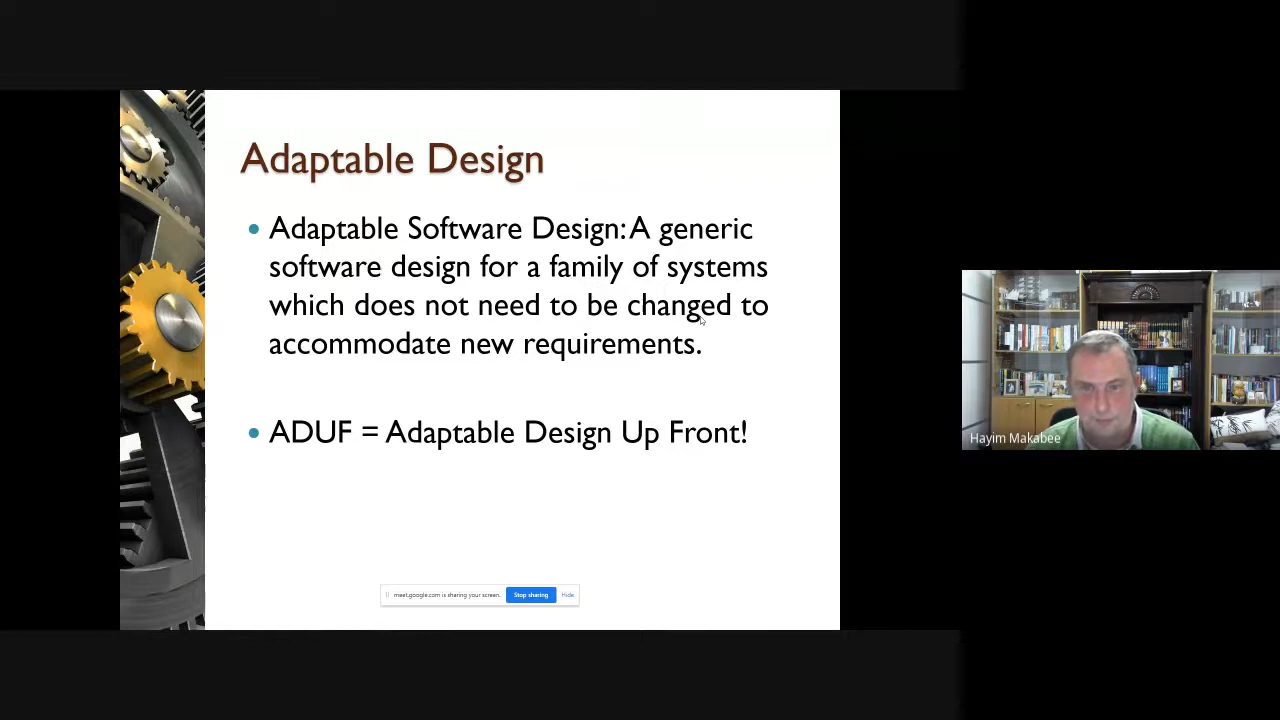 Adaptable Design
• Adaptable Software Design: A generic
software design for a family of systems
which does not need to be changed to
accommodate new requirements.
• ADUF = Adaptable Design Up Front!
meet.google.com is sharing your screen.
Stop sharing
Hide
Hayim Makabee